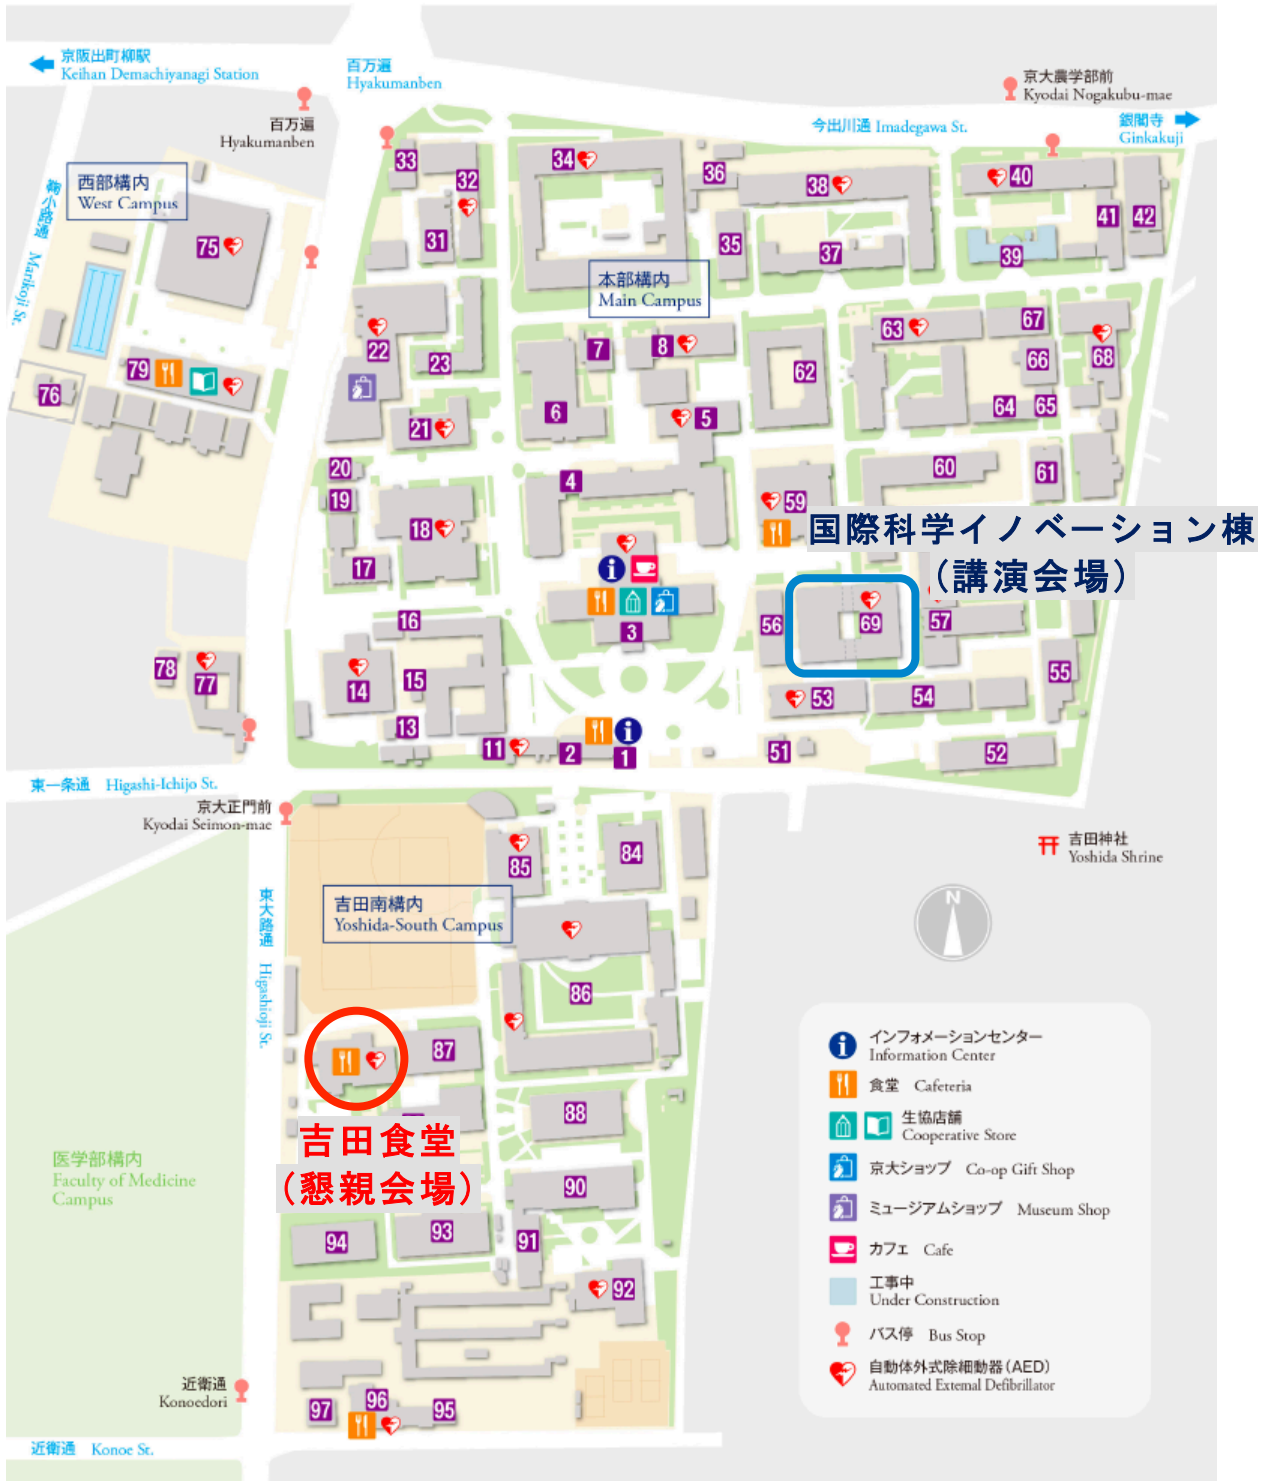 京阪出町柳駅
Keihan Demachiyanagi Station
百万遍
Hyakumanben
百万遍
Hyakumanben
京大農学部前
Kyodai Nogakubu-mae
今出川通 Imadegawa St.
銀閣寺
Ginkakuji
西部構内
West Campus
鞠小路通 Marikoji St.
33
32
34
36
38
40
41
42
31
35
37
39
75
本部構内
Main Campus
22
23
7
8
62
63
67
66
68
79
76
21
6
5
64
65
20
19
4
60
61
59
18
17
国際科学イノベーション棟
(講演会場)
16
3
56
69
57
78
77
14
15
53
54
55
13
11
2
1
51
52
東一条通 Higashi-Ichijo St.
京大正門前
Kyodai Seimon-mae
85
84
吉田神社
Yoshida Shrine
東大路通 Higashioji St.
吉田南構内
Yoshida-South Campus
N
86
87
88
吉田食堂
(懇親会場)
医学部構内
Faculty of Medicine
Campus
90
94
93
91
92
近衛通
Konoedori
97
96
95
近衛通 Konoe St.
インフォメーションセンター
Information Center
食堂 Cafeteria
生協店舗
Cooperative Store
京大ショップ Co-op Gift Shop
ミュージアムショップ Museum Shop
カフェ Cafe
工事中
Under Construction
バス停 Bus Stop
自動体外式除細動器(AED)
Automated External Defibrillator